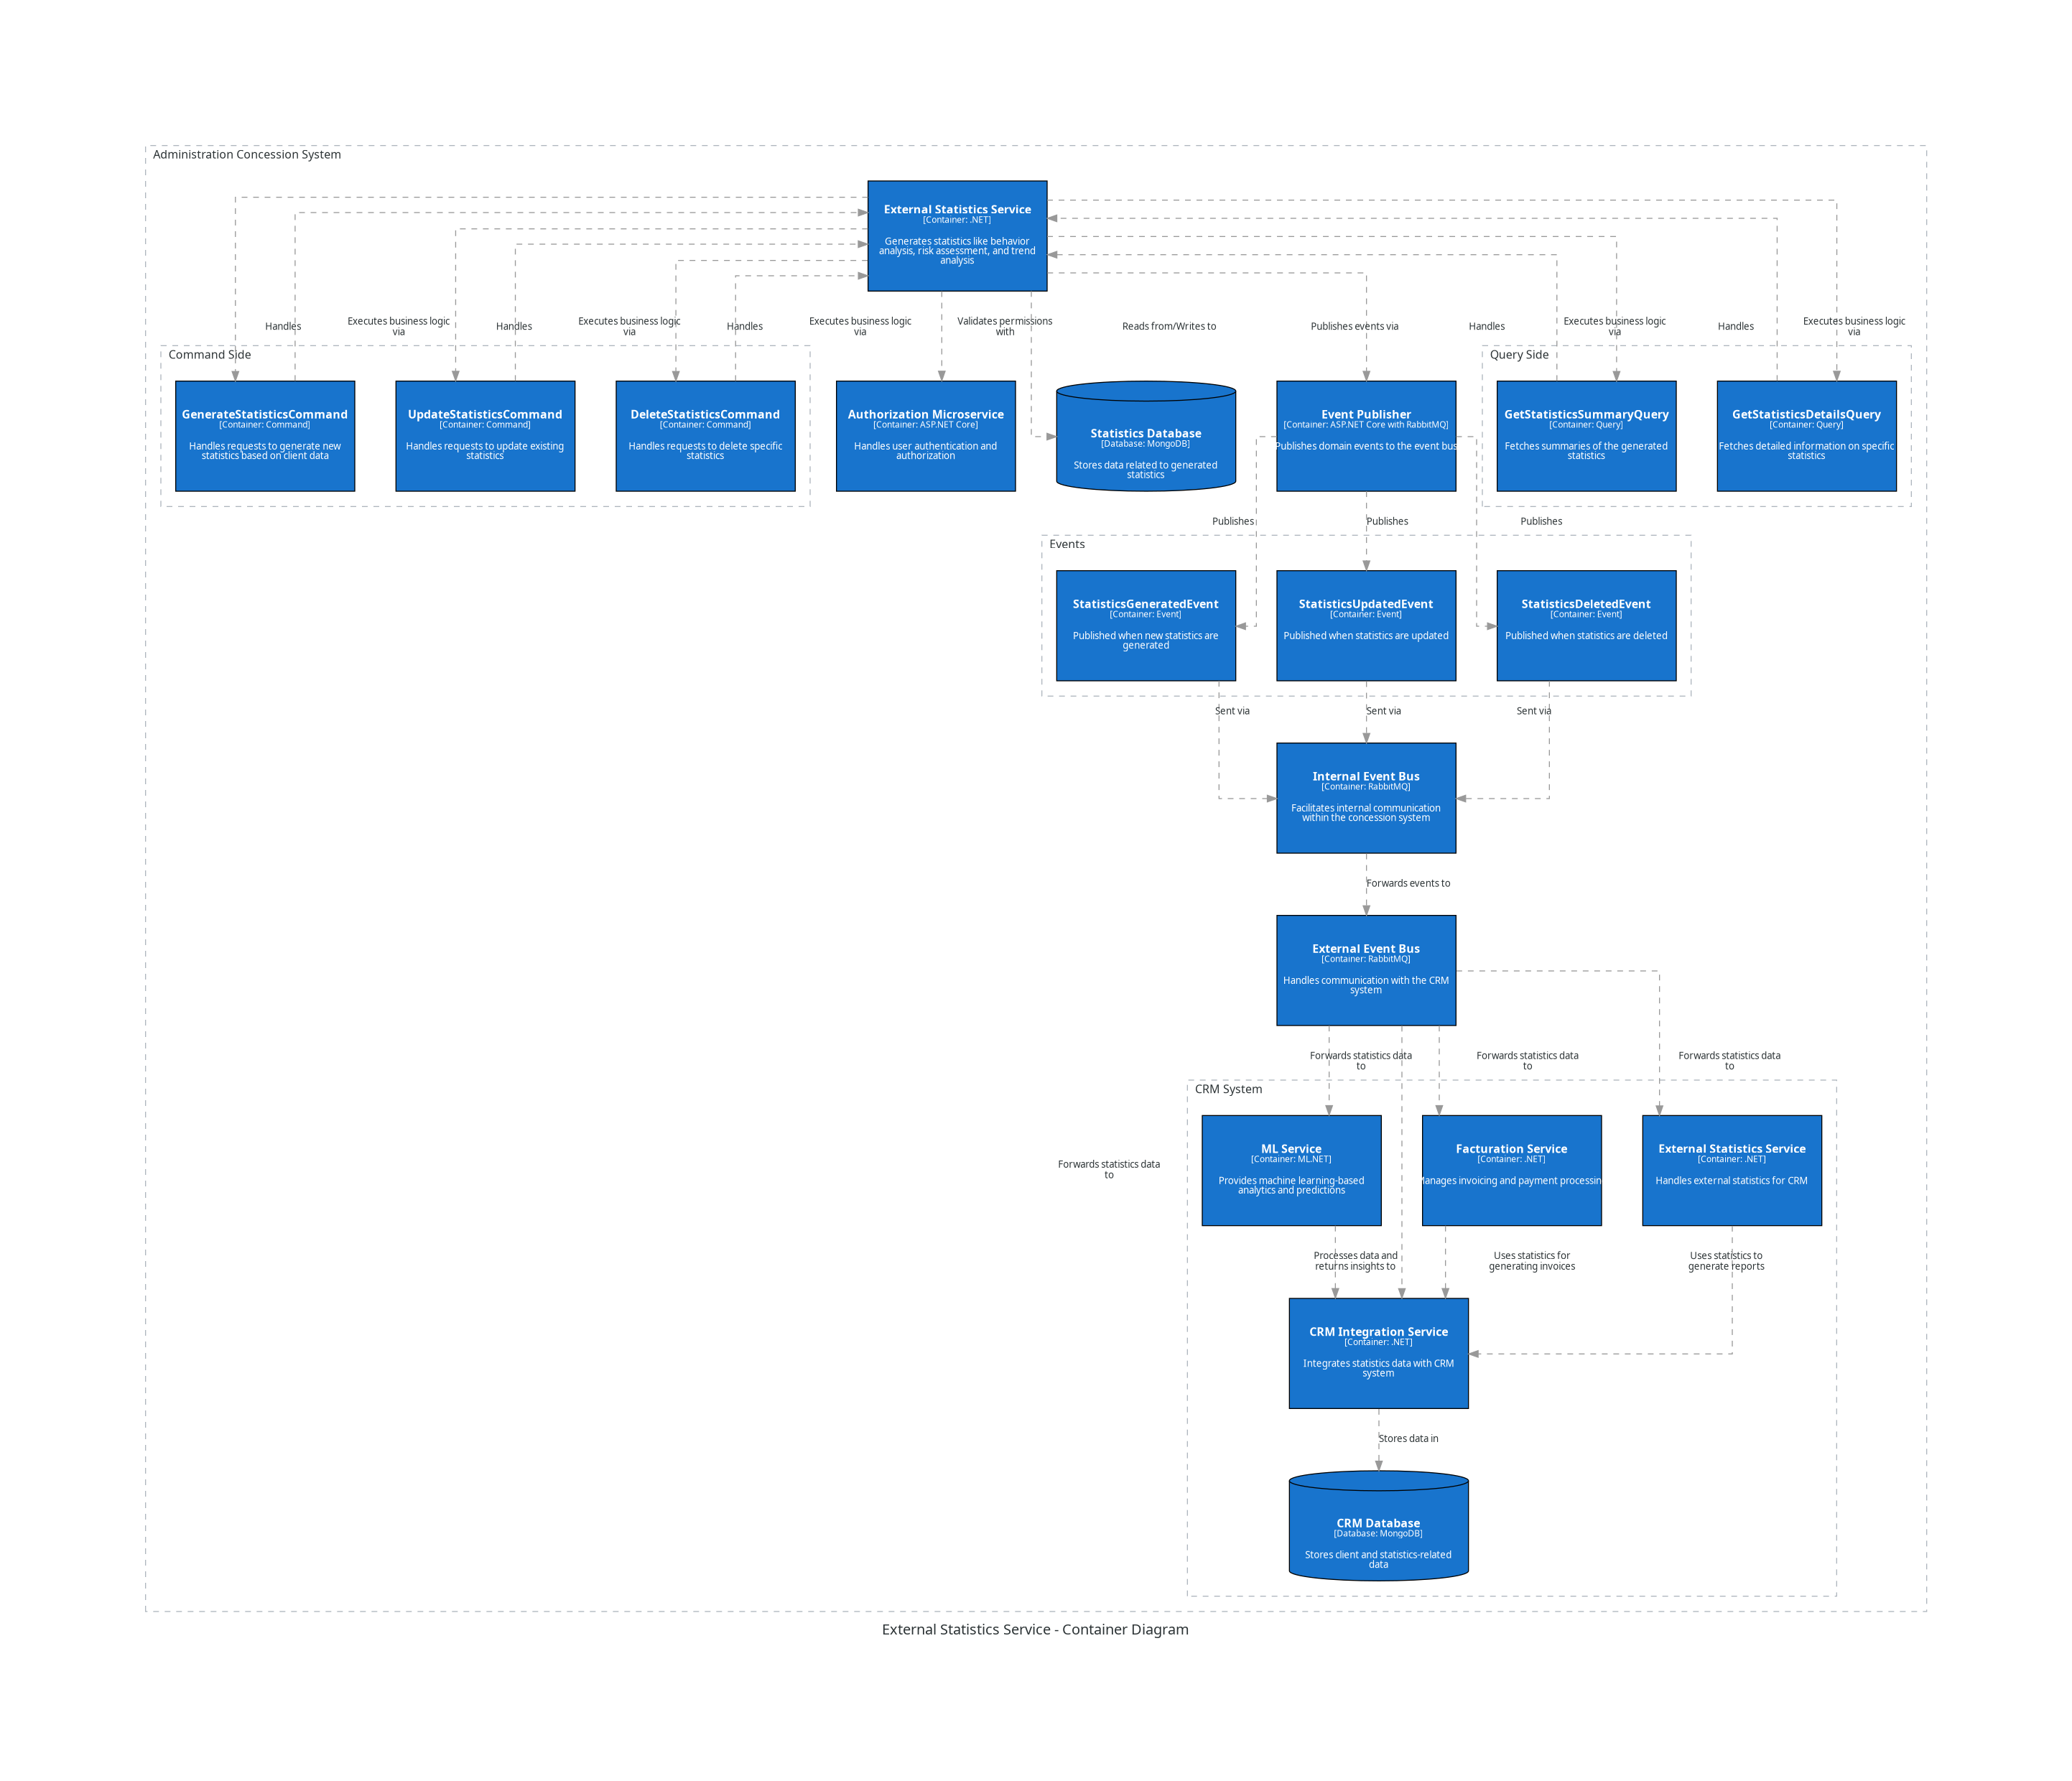 Administration Concession System
External Statistics Service
[Container: .NET]
Generates statistics like behavior
analysis, risk assessment, and trend
analysis
Handles
Executes business logic
via
Handles
Executes business logic
via
Handles
Executes business logic
via
Validates permissions
with
Reads from/Writes to
Publishes events via
Handles
Executes business logic
via
Handles
Executes business logic
via
Command Side
GenerateStatisticsCommand
[Container: Command]
Handles requests to generate new
statistics based on client data
UpdateStatisticsCommand
[Container: Command]
Handles requests to update existing
statistics
DeleteStatisticsCommand
[Container: Command]
Handles requests to delete specific
statistics
Authorization Microservice
[Container: ASP.NET Core]
Handles user authentication and
authorization
Statistics Database
[Database: MongoDB]
Stores data related to generated
statistics
Event Publisher
[Container: ASP.NET Core with RabbitMQ]
Publishes domain events to the event bus
Query Side
GetStatisticsSummaryQuery
[Container: Query]
Fetches summaries of the generated
statistics
GetStatisticsDetailsQuery
[Container: Query]
Fetches detailed information on specific
statistics
Publishes
Publishes
Publishes
Events
StatisticsGeneratedEvent
[Container: Event]
Published when new statistics are
generated
StatisticsUpdatedEvent
[Container: Event]
Published when statistics are updated
StatisticsDeletedEvent
[Container: Event]
Published when statistics are deleted
Sent via
Sent via
Sent via
Internal Event Bus
[Container: RabbitMQ]
Facilitates internal communication
within the concession system
Forwards events to
External Event Bus
[Container: RabbitMQ]
Handles communication with the CRM
system
Forwards statistics data
to
Forwards statistics data
to
Forwards statistics data
to
Forwards statistics data
to
CRM System
ML Service
[Container: ML.NET]
Provides machine learning-based
analytics and predictions
Facturation Service
[Container: .NET]
Manages invoicing and payment processin
External Statistics Service
[Container: .NET]
Handles external statistics for CRM
Processes data and
returns insights to
Uses statistics for
generating invoices
Uses statistics to
generate reports
CRM Integration Service
[Container: .NET]
Integrates statistics data with CRM
system
Stores data in
CRM Database
[Database: MongoDB]
Stores client and statistics-related
data
External Statistics Service - Container Diagram